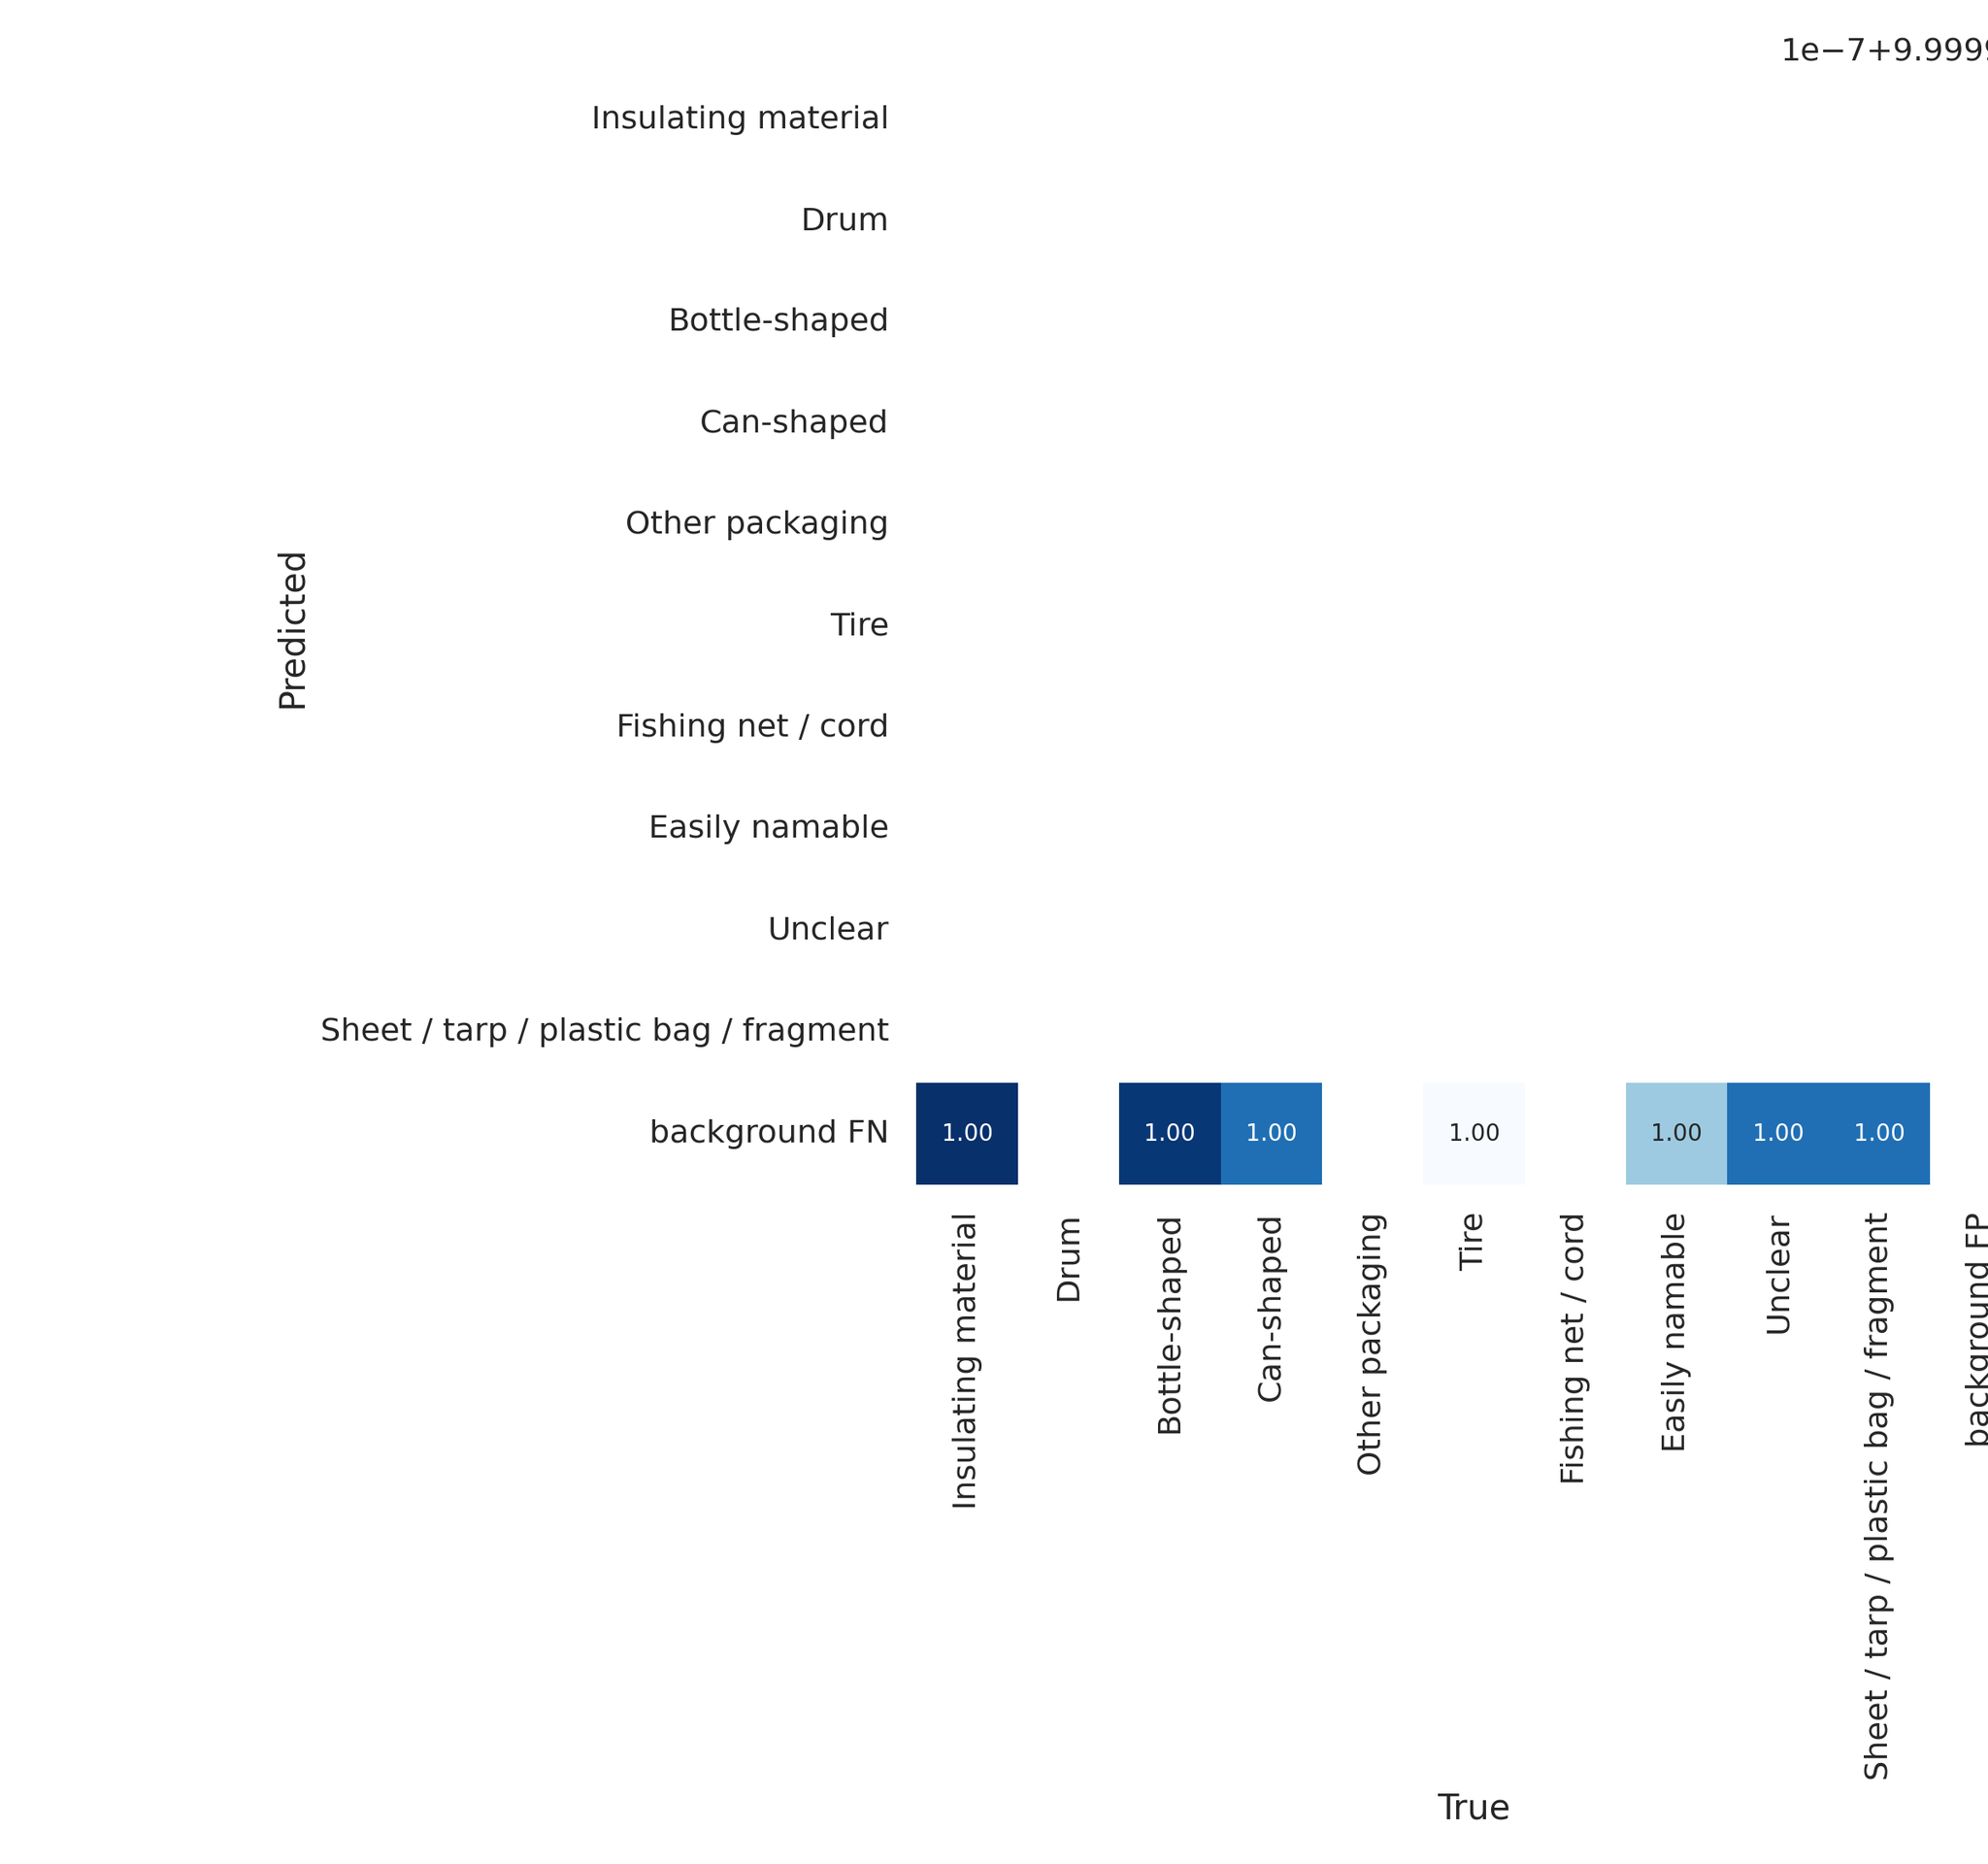 1e−7+9.9999
Insulating material
Drum
Bottle-shaped
Can-shaped
Other packaging
Tire
Fishing net / cord
Easily namable
Unclear
Sheet / tarp / plastic bag / fragment
background FN
Predicted
1.00 1.00 1.00 1.00 1.00 1.00 1.00
Insulating material
Drum
Bottle-shaped
Can-shaped
Other packaging
Tire
Fishing net / cord
Easily namable
Unclear
Sheet / tarp / plastic bag / fragment
background FP
True